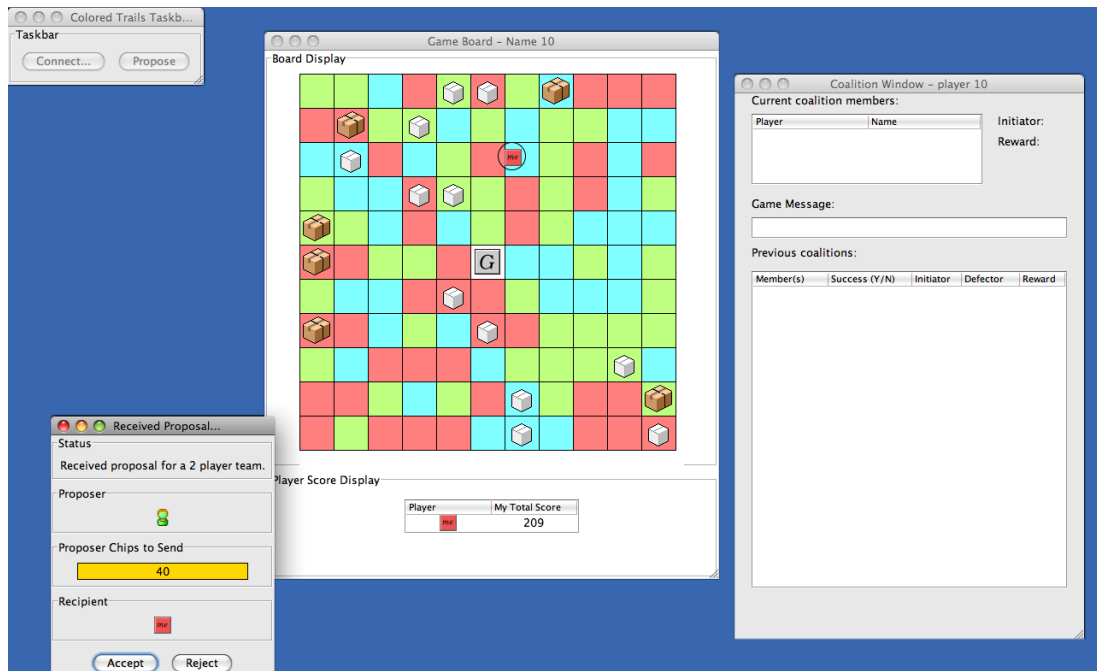 Colored Trails Taskb...
Taskbar
Connect... Propose
Game Board – Name 10
Board Display
me
G
Player Score Display
Player My Total Score
me 209
Coalition Window – player 10
Current coalition members:
Player Name
Initiator:
Reward:
Game Message:
Previous coalitions:
Member(s) Success (Y/N) Initiator Defector Reward
Received Proposal...
Status
Received proposal for a 2 player team.
Proposer
Proposer Chips to Send
40
Recipient
me
Accept Reject